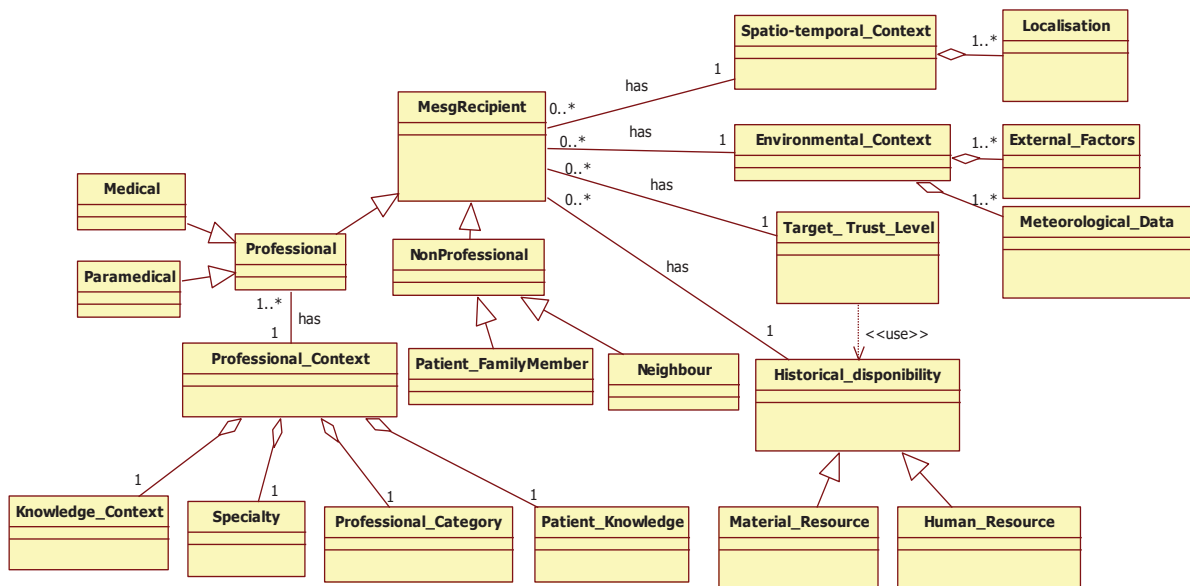 Spatio-temporal_Context
1..*
Localisation
has
1
MesgRecipient
0..*
has
0..*
1
Environmental_Context
1..*
External_Factors
0..*
has
0..*
1
1..*
Meteorological_Data
Target_ Trust_Level
Medical
Professional
Paramedical
NonProfessional
has
<<use>>
1..*
has
1
1
Professional_Context
Patient_FamilyMember
Neighbour
Historical_disponibility
1
1
1
1
Knowledge_Context
Specialty
Professional_Category
Patient_Knowledge
Material_Resource
Human_Resource